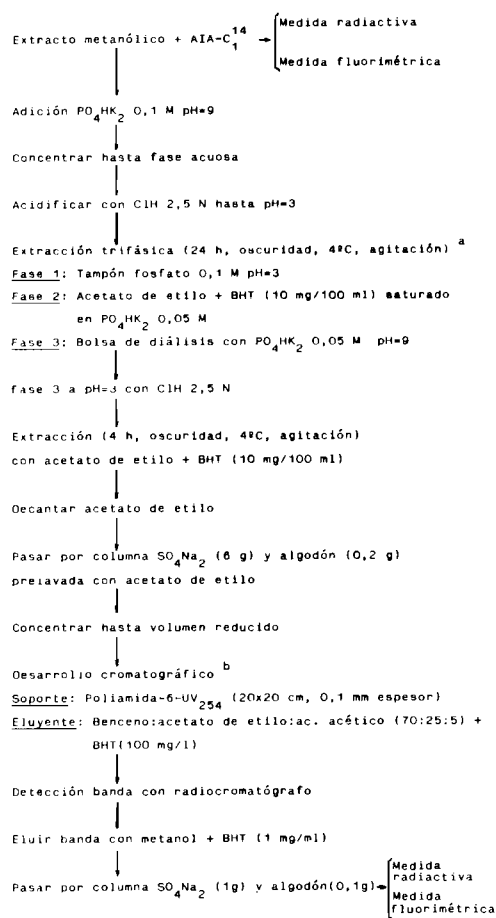 Medida radiactiva
Extracto metanólico + AIA-C₁¹⁴
Medida fluorimétrica
Adición PO₄HK₂ 0,1 M pH=9
Concentrar hasta fase acuosa
Acidificar con ClH 2,5 N hasta pH=3
Extracción trifásica (24 h, oscuridad, 4ºC, agitación) a
Fase 1: Tampón fosfato 0,1 M pH=3
Fase 2: Acetato de etilo + BHT (10 mg/100 ml) saturado
en PO₄HK₂ 0,05 M
Fase 3: Bolsa de diálisis con PO₄HK₂ 0,05 M pH=9
fase 3 a pH=3 con ClH 2,5 N
Extracción (4 h, oscuridad, 4ºC, agitación)
con acetato de etilo + BHT (10 mg/100 ml)
Decantar acetato de etilo
Pasar por columna SO₄Na₂ (6 g) y algodón (0,2 g)
prelavada con acetato de etilo
Concentrar hasta volumen reducido
Desarrollo cromatográfico b
Soporte: Poliamida-6-UV₂₅₄ (20x20 cm, 0,1 mm espesor)
Eluyente: Benceno:acetato de etilo:ac. acético (70:25:5) +
BHT(100 mg/l)
Detección banda con radiocromatógrafo
Eluir banda con metanol + BHT (1 mg/ml)
Pasar por columna SO₄Na₂ (1g) y algodón(0,1g)
Medida
radiactiva
Medida
fluorimétrica